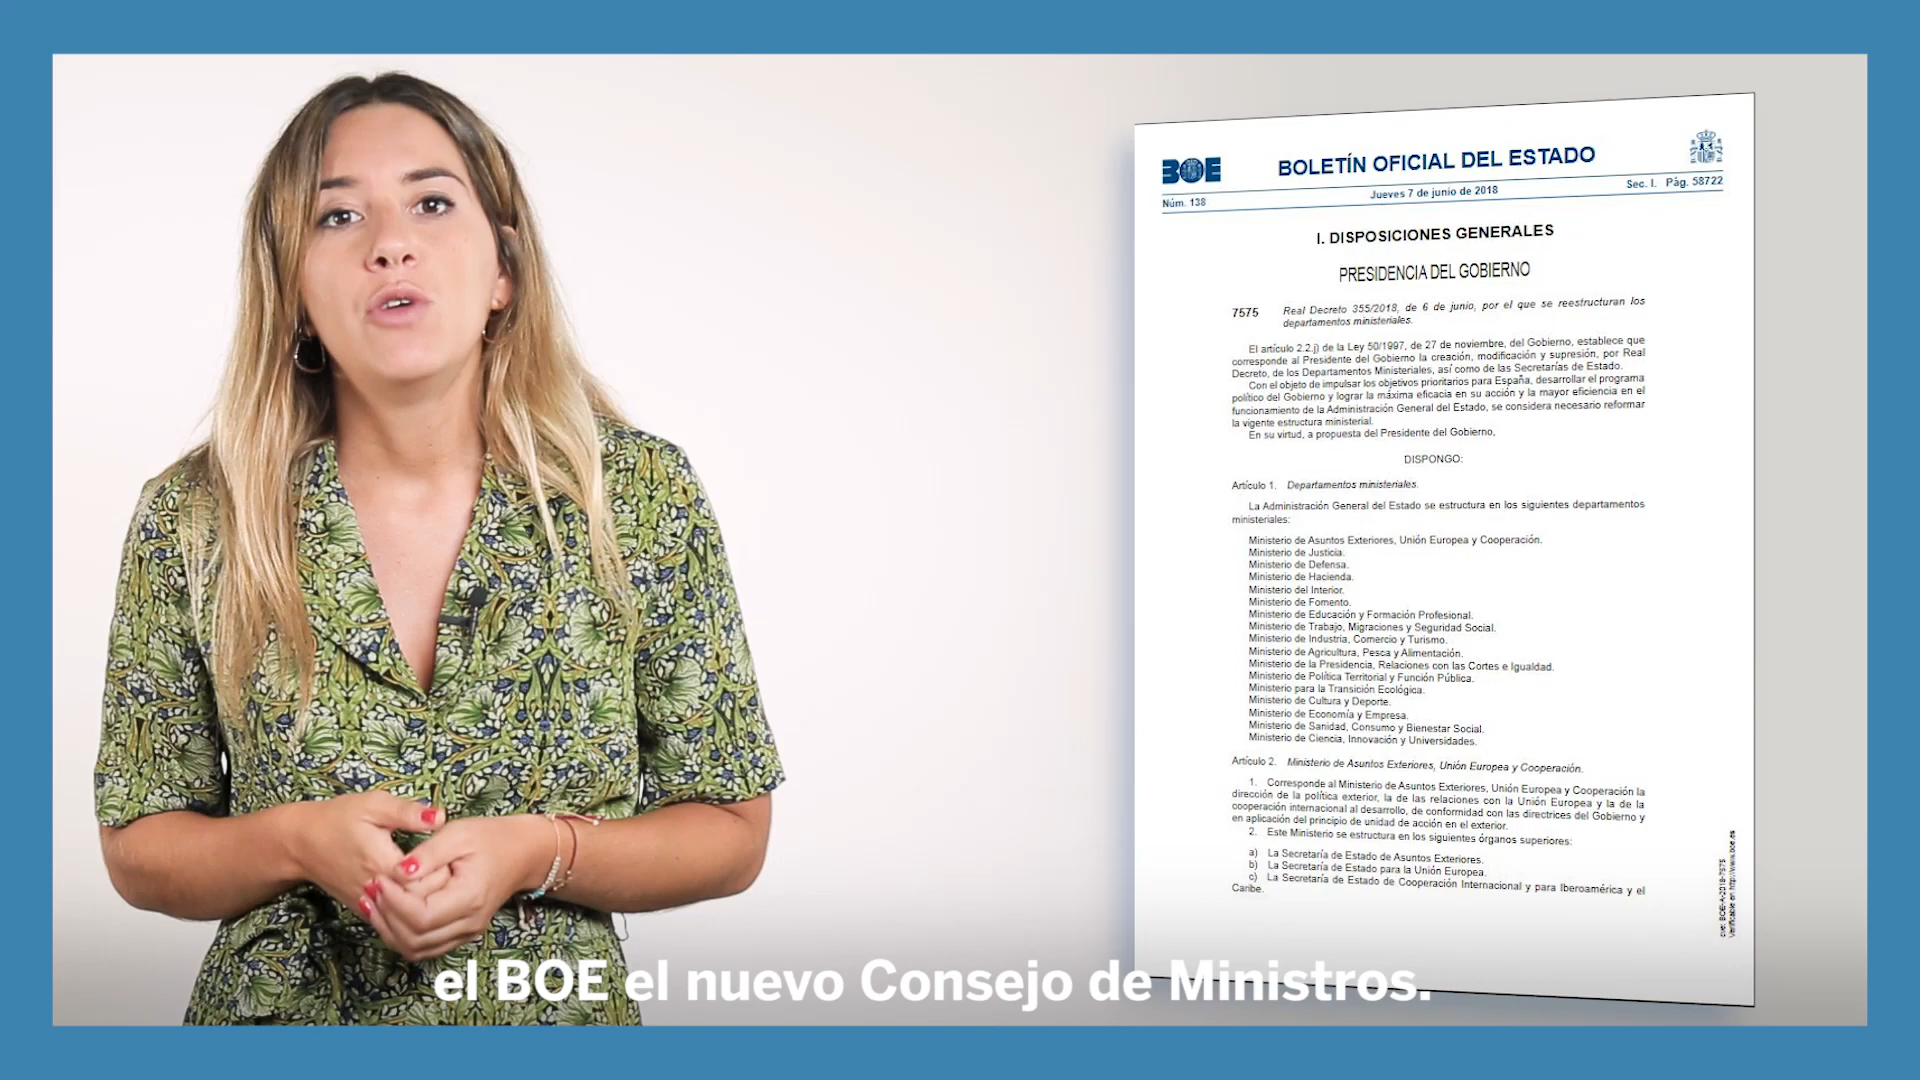 BOE
BOLETÍN OFICIAL DEL ESTADO
Núm. 138
Jueves 7 de junio de 2018
Sec. I. Pág. 58722
I. DISPOSICIONES GENERALES
PRESIDENCIA DEL GOBIERNO
7575 Real Decreto 355/2018, de 6 de junio, por el que se reestructuran los
departamentos ministeriales.
El artículo 2.2.j) de la Ley 50/1997, de 27 de noviembre, del Gobierno, establece que
corresponde al Presidente del Gobierno la creación, modificación y supresión, por Real
Decreto, de los Departamentos Ministeriales, así como de las Secretarías de Estado.
Con el objeto de impulsar los objetivos prioritarios para España, desarrollar el programa
político del Gobierno y lograr la máxima eficacia en su acción y la mayor eficiencia en el
funcionamiento de la Administración General del Estado, se considera necesario reformar
la vigente estructura ministerial.
En su virtud, a propuesta del Presidente del Gobierno,
DISPONGO:
Artículo 1. Departamentos ministeriales.
La Administración General del Estado se estructura en los siguientes departamentos
ministeriales:
Ministerio de Asuntos Exteriores, Unión Europea y Cooperación.
Ministerio de Justicia.
Ministerio de Defensa.
Ministerio de Hacienda.
Ministerio del Interior.
Ministerio de Fomento.
Ministerio de Educación y Formación Profesional.
Ministerio de Trabajo, Migraciones y Seguridad Social.
Ministerio de Industria, Comercio y Turismo.
Ministerio de Agricultura, Pesca y Alimentación.
Ministerio de la Presidencia, Relaciones con las Cortes e Igualdad.
Ministerio de Política Territorial y Función Pública.
Ministerio para la Transición Ecológica.
Ministerio de Cultura y Deporte.
Ministerio de Economía y Empresa.
Ministerio de Sanidad, Consumo y Bienestar Social.
Ministerio de Ciencia, Innovación y Universidades.
Artículo 2. Ministerio de Asuntos Exteriores, Unión Europea y Cooperación.
1. Corresponde al Ministerio de Asuntos Exteriores, Unión Europea y Cooperación la
dirección de la política exterior, la de las relaciones con la Unión Europea y la de la
cooperación internacional al desarrollo, de conformidad con las directrices del Gobierno y
en aplicación del principio de unidad de acción en el exterior.
2. Este Ministerio se estructura en los siguientes órganos superiores:
a) La Secretaría de Estado de Asuntos Exteriores.
b) La Secretaría de Estado para la Unión Europea.
c) La Secretaría de Estado de Cooperación Internacional y para Iberoamérica y el
Caribe.
cve: BOE-A-2018-7575
Verificable en http://www.boe.es
el BOE el nuevo Consejo de Ministros.